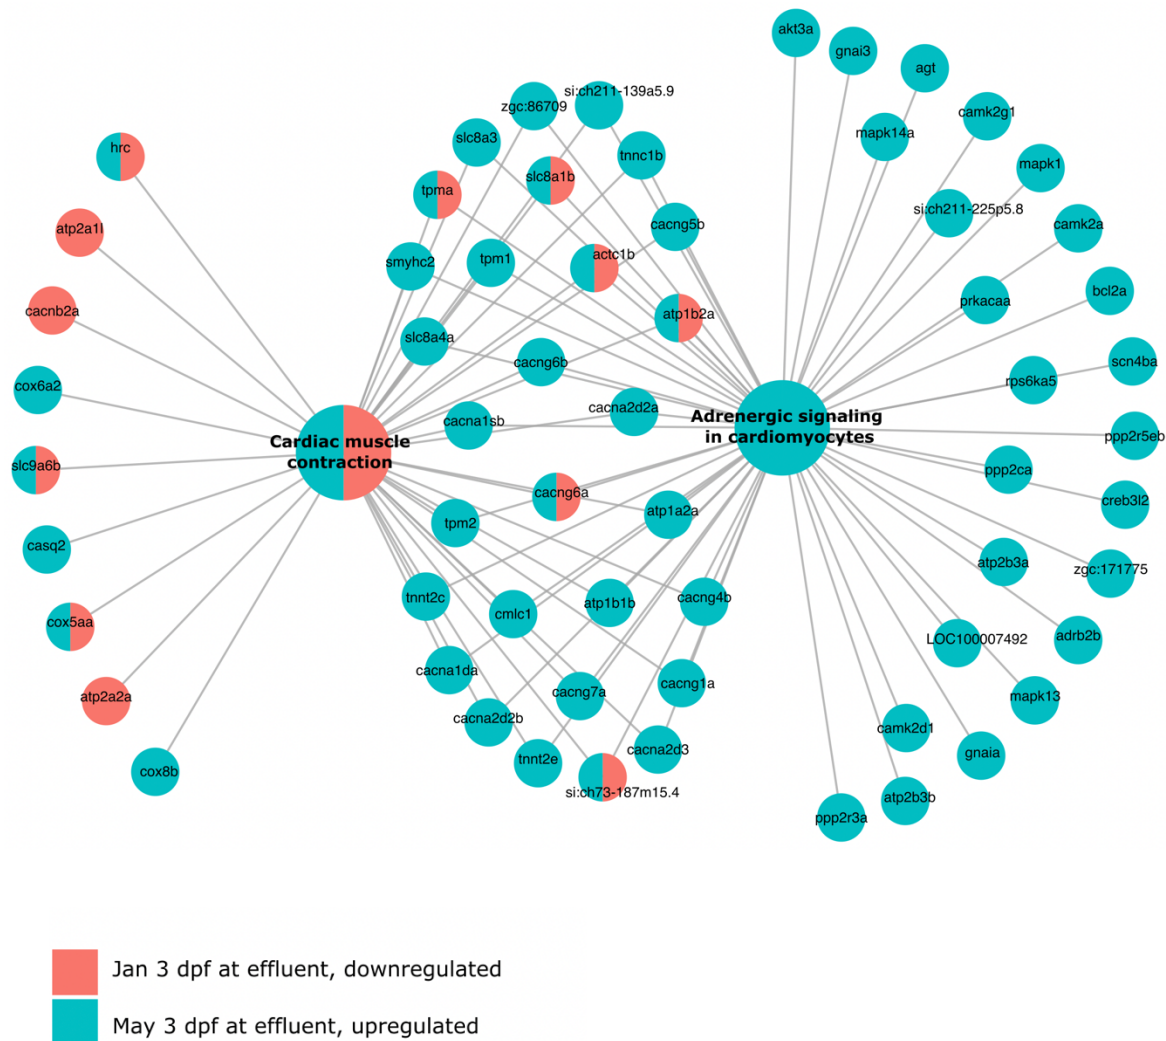 akt3a
gnai3
agt
si:ch211-139a5.9
zgc:86709
camk2g1
mapk14a
slc8a3
hrc
tnnc1b
mapk1
slc8a1b
tpma
si:ch211-225p5.8
cacng5b
camk2a
atp2a1l
actc1b
smyhc2
tpm1
bcl2a
prkacaa
cacnb2a
atp1b2a
slc8a4a
scn4ba
cacng6b
rps6ka5
cox6a2
cacna2d2a
cacna1sb
Adrenergic signaling
in cardiomyocytes
ppp2r5eb
Cardiac muscle
contraction
slc9a6b
ppp2ca
cacng6a
creb3l2
atp1a2a
tpm2
casq2
atp2b3a
zgc:171775
tnnt2c
cmlc1
atp1b1b
cacng4b
cox5aa
LOC100007492
adrb2b
cacna1da
cacng1a
cacng7a
atp2a2a
mapk13
cacna2d2b
camk2d1
cacna2d3
gnaia
tnnt2e
cox8b
si:ch73-187m15.4
atp2b3b
ppp2r3a
Jan 3 dpf at effluent, downregulated
May 3 dpf at effluent, upregulated